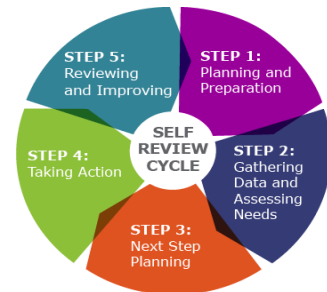 STEP 5:
Reviewing
and Improving
STEP 1:
Planning and
Preparation
SELF
REVIEW
CYCLE
STEP 4:
Taking Action
STEP 2:
Gathering
Data and
Assessing
Needs
STEP 3:
Next Step
Planning